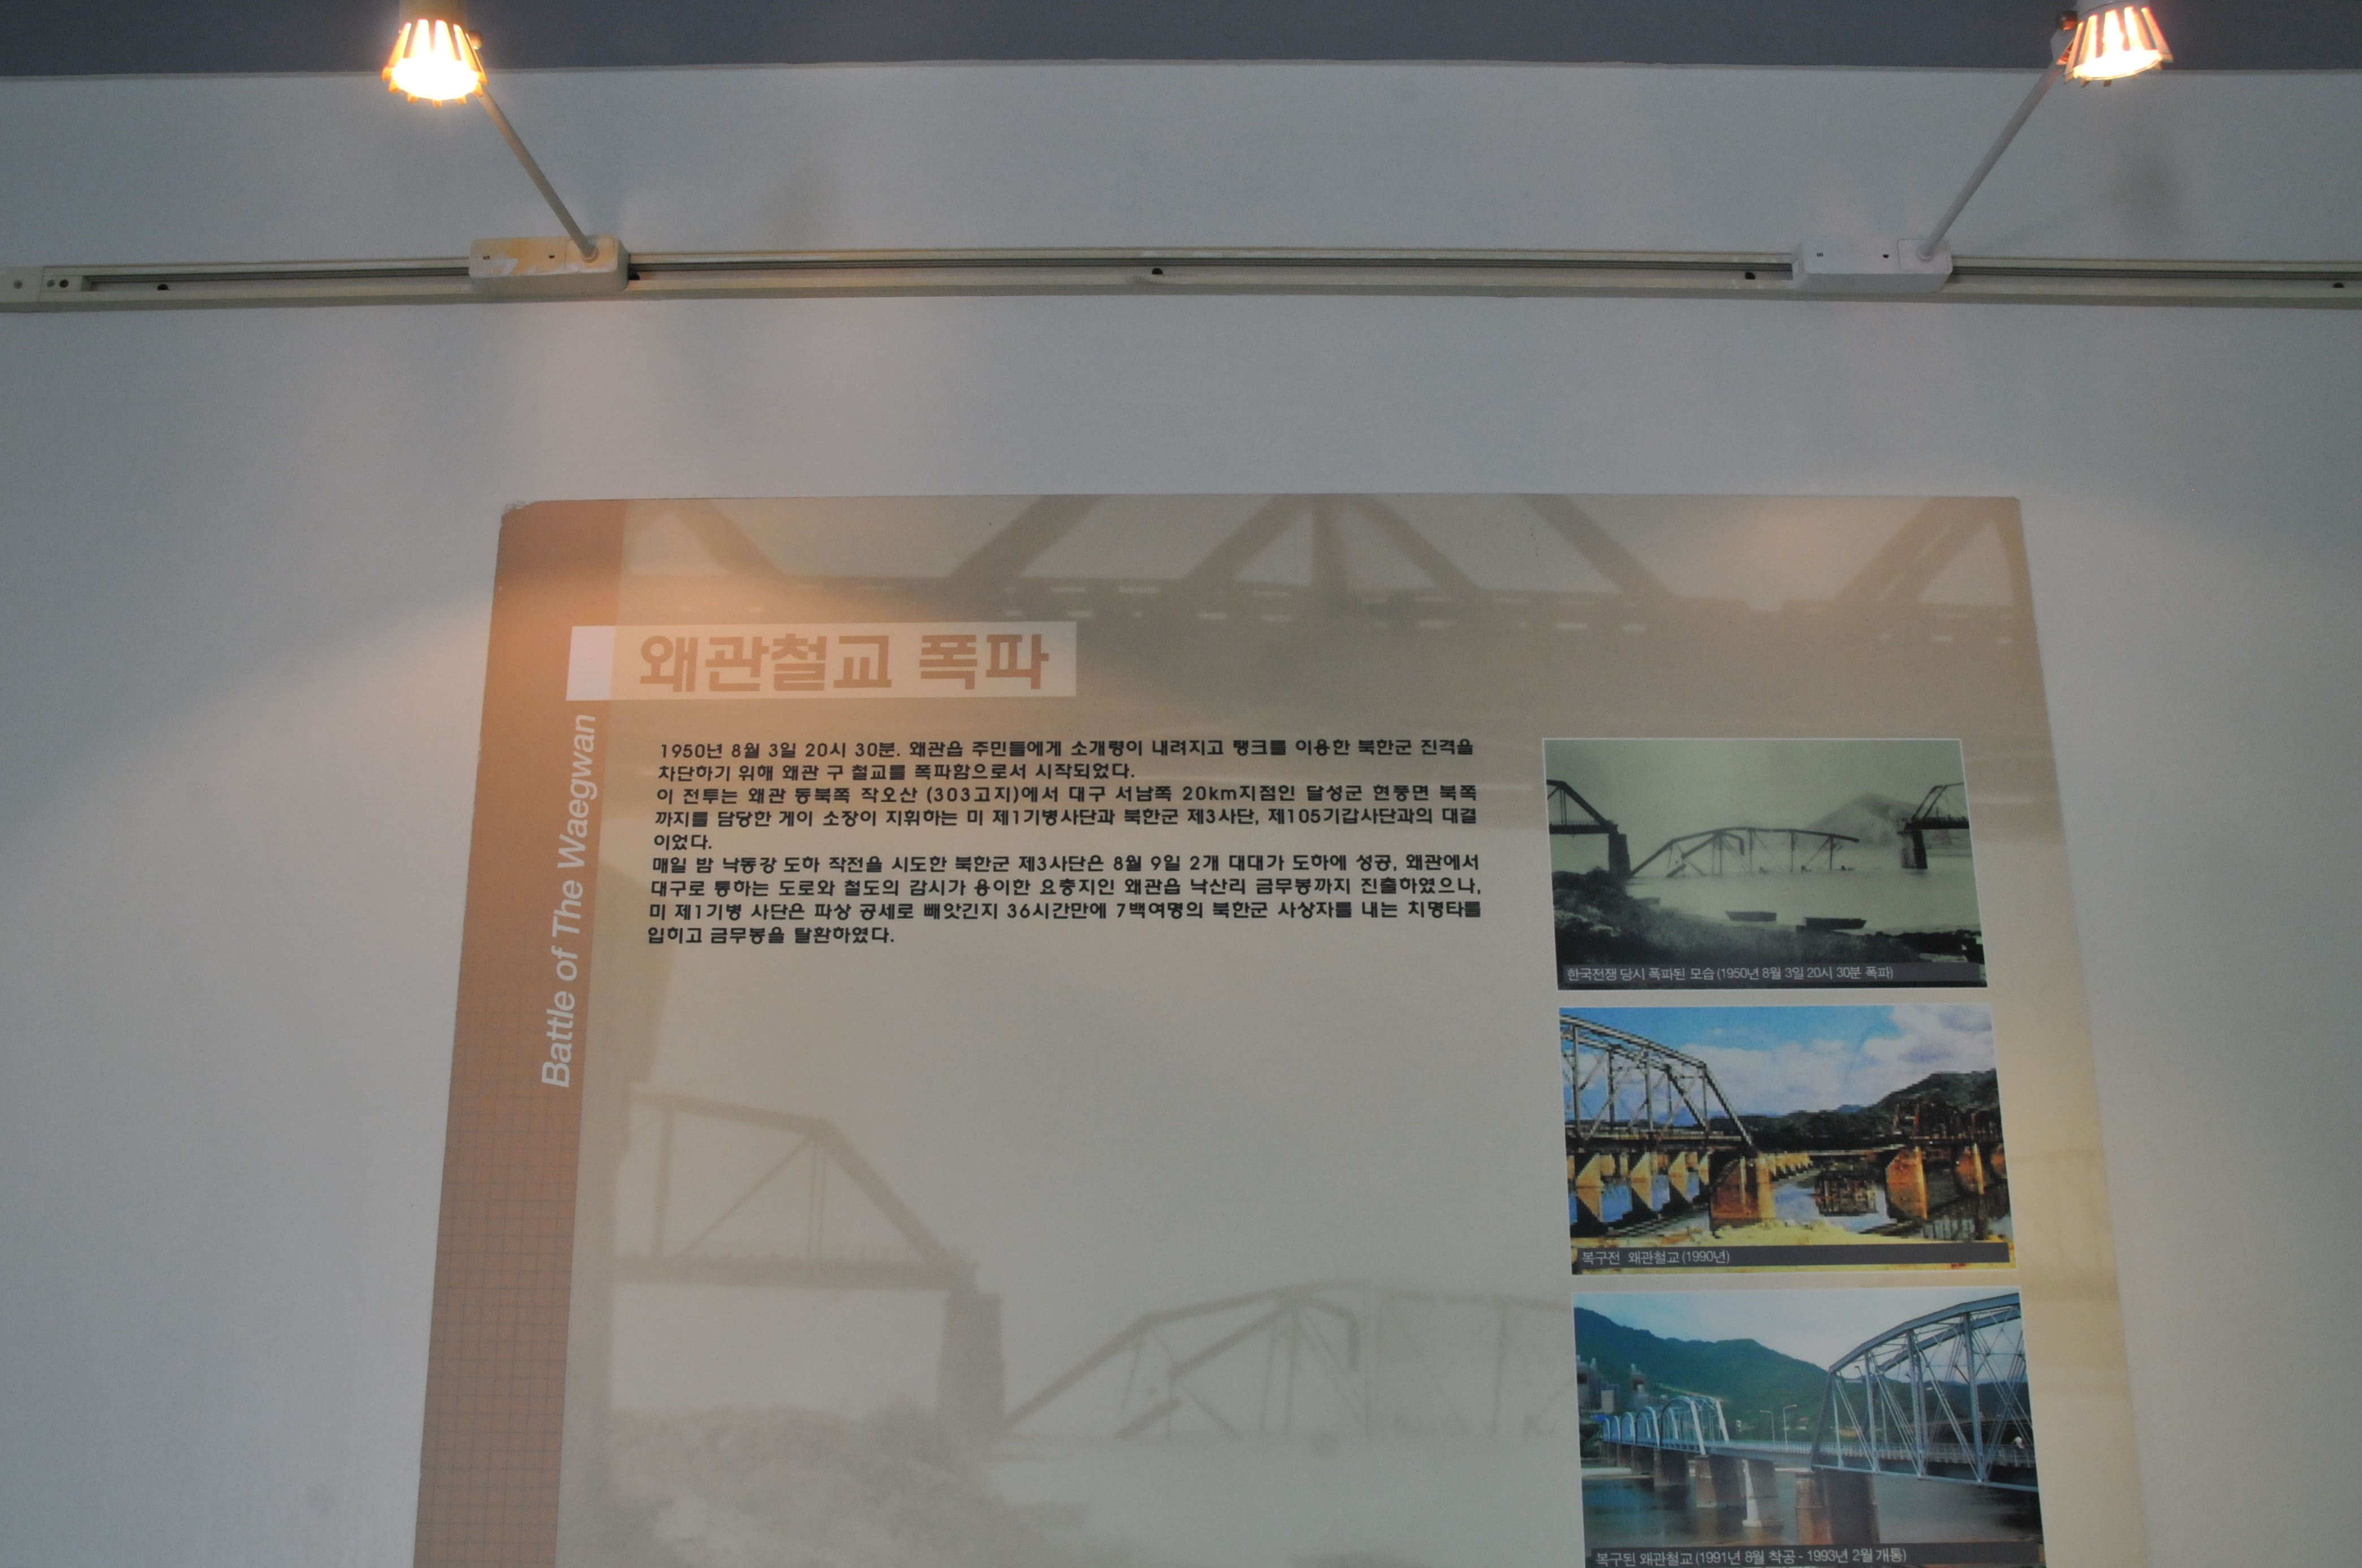 왜관철교 폭파
Battle of The Waegwan
1950년 8월 3일 20시 30분. 왜관읍 주민들에게 소개령이 내려지고 탱크를 이용한 북한군 진격을
차단하기 위해 왜관 구 철교를 폭파함으로서 시작되었다.
이 전투는 왜관 동북쪽 작오산 (303고지)에서 대구 서남쪽 20km지점인 달성군 현풍면 북쪽
까지를 담당한 게이 소장이 지휘하는 미 제1기병사단과 북한군 제3사단, 제105기갑사단과의 대결
이었다.
매일 밤 낙동강 도하 작전을 시도한 북한군 제3사단은 8월 9일 2개 대대가 도하에 성공, 왜관에서
대구로 통하는 도로와 철도의 감시가 용이한 요충지인 왜관읍 낙산리 금무봉까지 진출하였으나,
미 제1기병 사단은 파상 공세로 빼앗긴지 36시간만에 7백여명의 북한군 사상자를 내는 치명타를
입히고 금무봉을 탈환하였다.
한국전쟁 당시 폭파된 모습 (1950년 8월 3일 20시 30분 폭파)
복구전 왜관철교 (1990년)
복구된 왜관철교 (1991년 8월 착공 - 1993년 2월 개통)